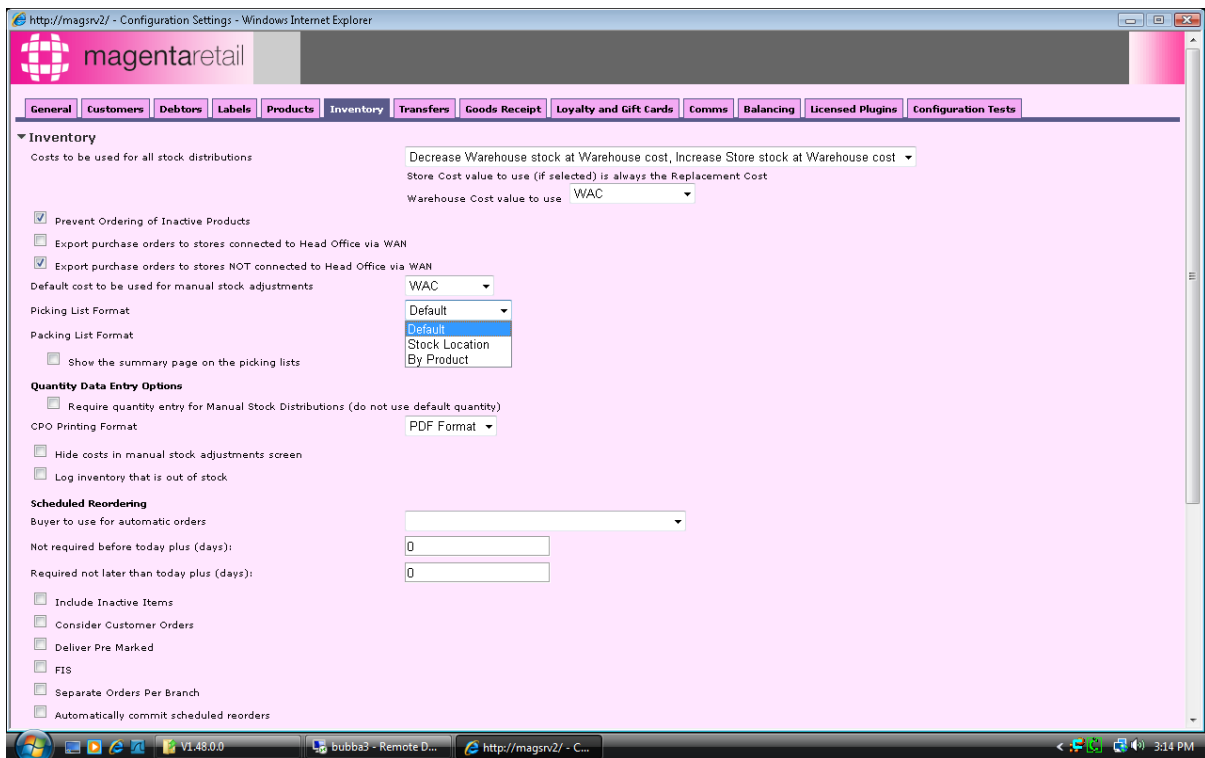 http://magsrv2/ - Configuration Settings - Windows Internet Explorer
magentaretail
General Customers Debtors Labels Products Inventory Transfers Goods Receipt Loyalty and Gift Cards Comms Balancing Licensed Plugins Configuration Tests
Inventory
Costs to be used for all stock distributions Decrease Warehouse stock at Warehouse cost, Increase Store stock at Warehouse cost
Store Cost value to use (if selected) is always the Replacement Cost
Warehouse Cost value to use WAC
Prevent Ordering of Inactive Products
Export purchase orders to stores connected to Head Office via WAN
Export purchase orders to stores NOT connected to Head Office via WAN
Default cost to be used for manual stock adjustments WAC
Picking List Format Default
Default
Packing List Format
Stock Location
By Product
Show the summary page on the picking lists
Quantity Data Entry Options
Require quantity entry for Manual Stock Distributions (do not use default quantity)
CPO Printing Format PDF Format
Hide costs in manual stock adjustments screen
Log inventory that is out of stock
Scheduled Reordering
Buyer to use for automatic orders
Not required before today plus (days): 0
Required not later than today plus (days): 0
Include Inactive Items
Consider Customer Orders
Deliver Pre Marked
FIS
Separate Orders Per Branch
Automatically commit scheduled reorders
V1.48.0.0 bubba3 - Remote D... http://magsrv2/ - C... 3:14 PM